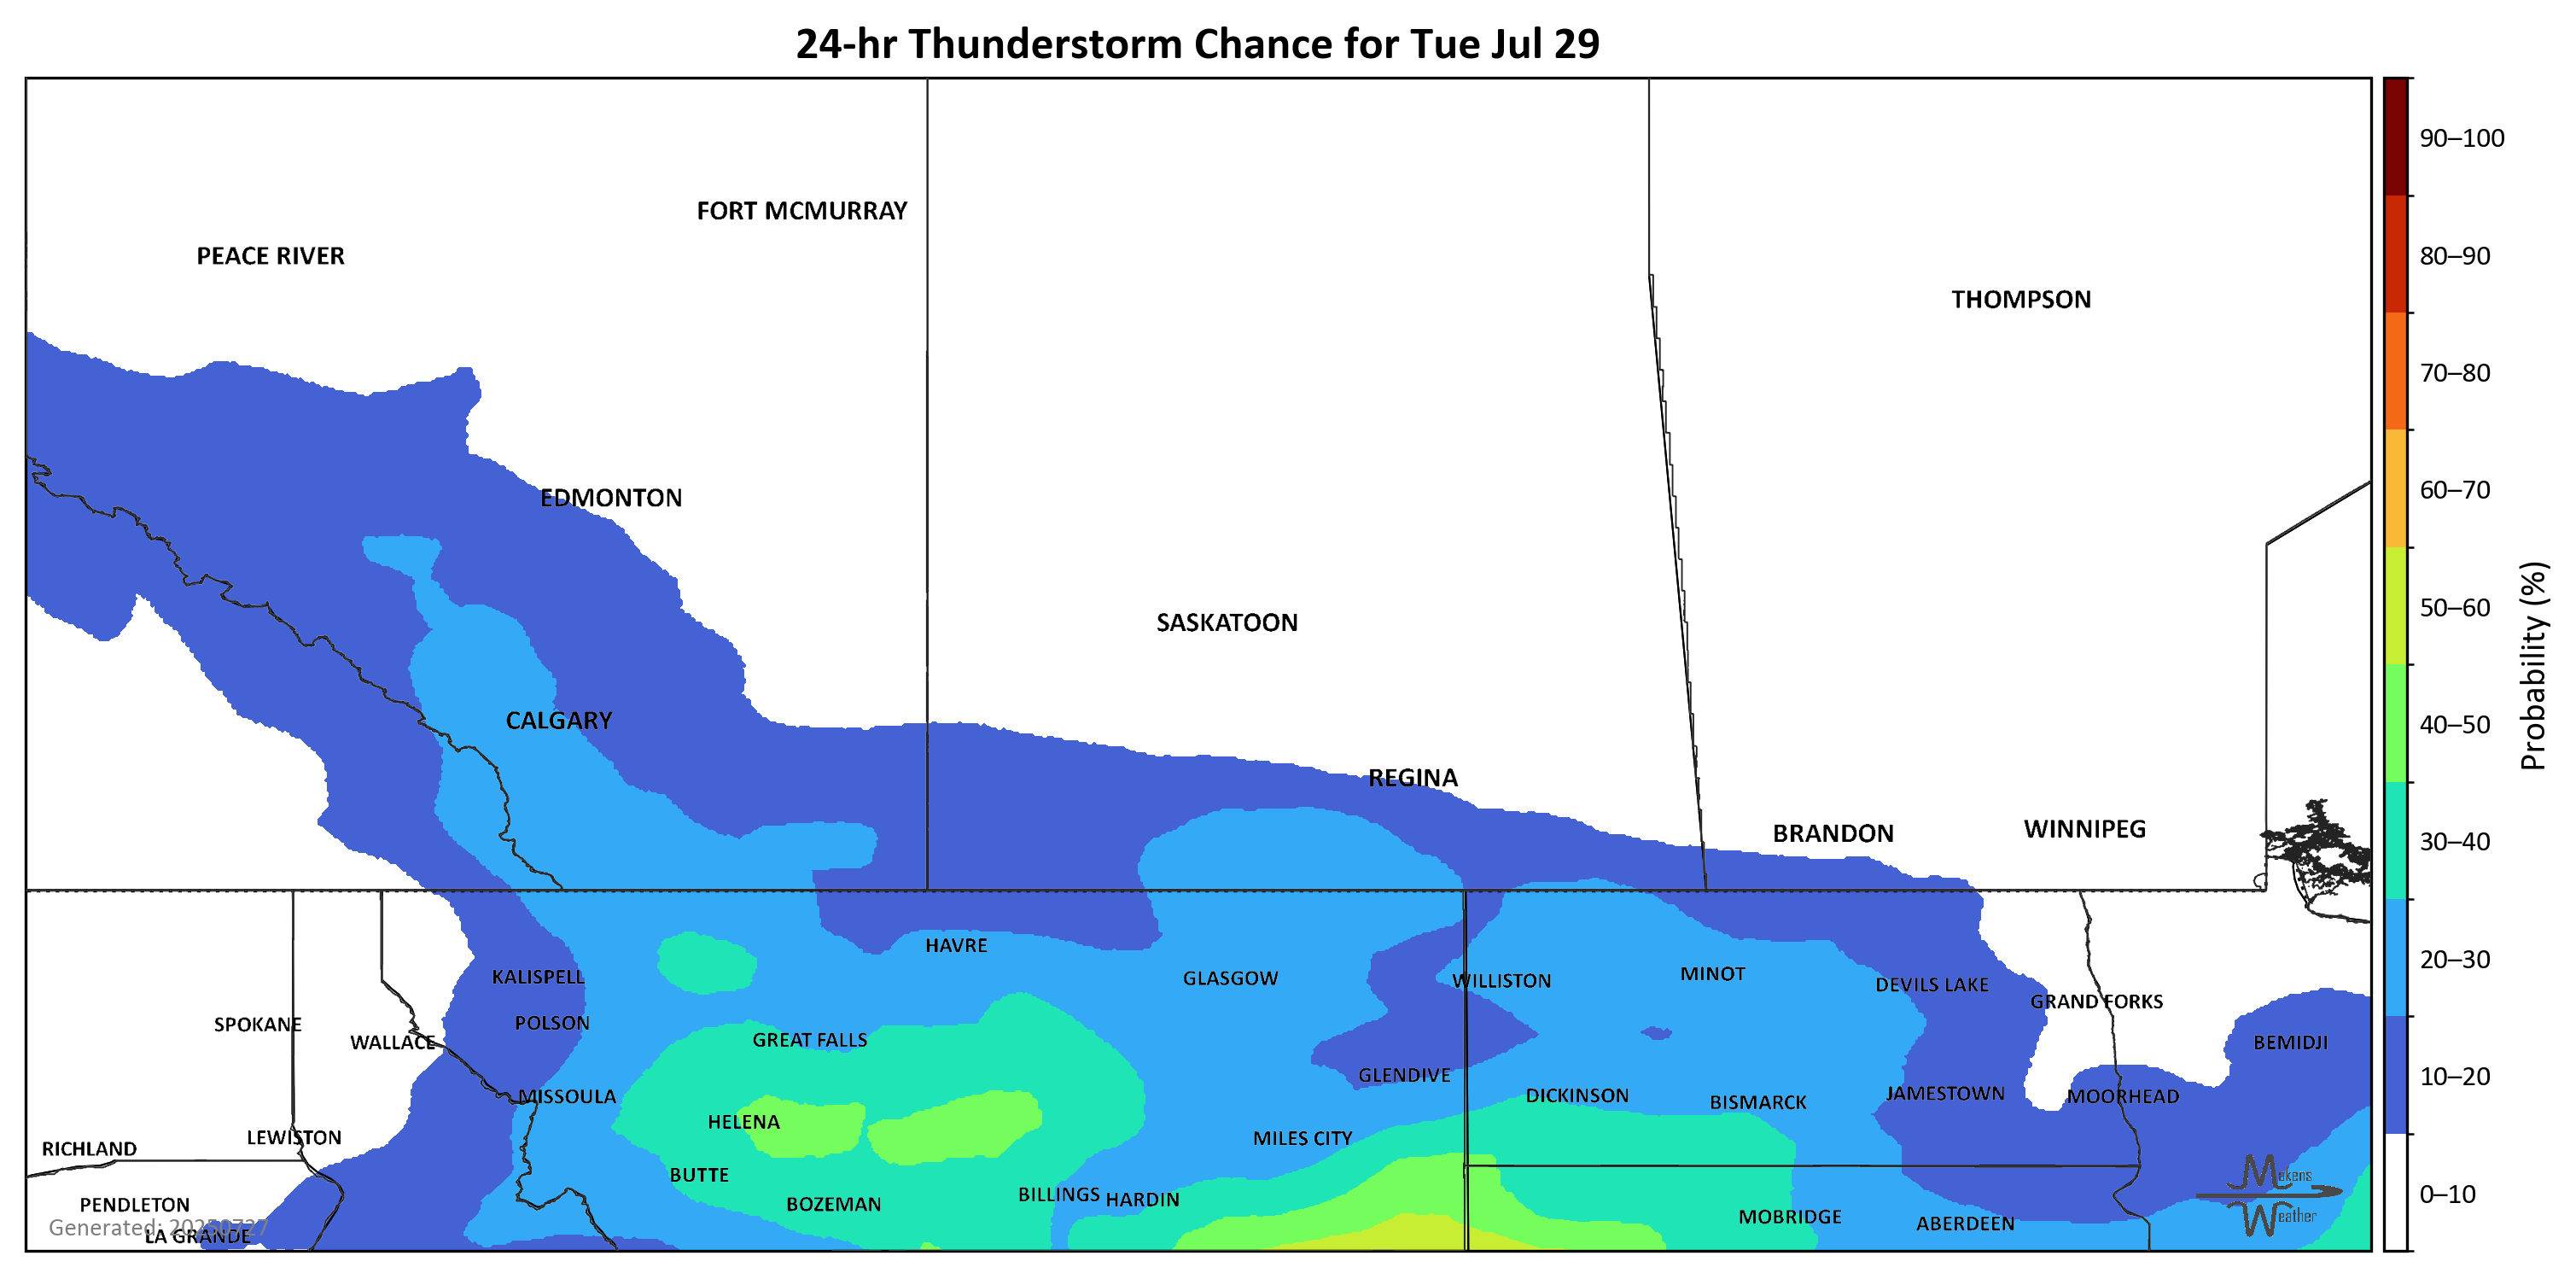 24-hr Thunderstorm Chance for Tue Jul 29
90–100
FORT MCMURRAY
PEACE RIVER
80–90
THOMPSON
70–80
EDMONTON
60–70
50–60
SASKATOON
Probability (%)
CALGARY
40–50
REGINA
BRANDON
WINNIPEG
30–40
HAVRE
20–30
KALISPELL
GLASGOW
WILLISTON
MINOT
DEVILS LAKE
GRAND FORKS
SPOKANE
POLSON
WALLACE
GREAT FALLS
BEMIDJI
GLENDIVE
10–20
MISSOULA
DICKINSON
BISMARCK
JAMESTOWN
MOORHEAD
HELENA
LEWISTON
MILES CITY
RICHLAND
BUTTE
Makens
0–10
BILLINGS
HARDIN
PENDLETON
BOZEMAN
MOBRIDGE
ABERDEEN
Weather
Generated: 20250727
LA GRANDE